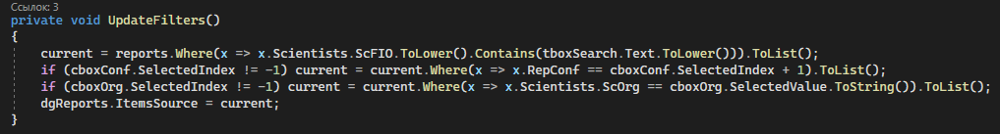 Ссылок: 3
private void UpdateFilters()
{
current = reports.Where(x => x.Scientists.ScFIO.ToLower().Contains(tboxSearch.Text.ToLower())).ToList();
if (cboxConf.SelectedIndex != -1) current = current.Where(x => x.RepConf == cboxConf.SelectedIndex + 1).ToList();
if (cboxOrg.SelectedIndex != -1) current = current.Where(x => x.Scientists.ScOrg == cboxOrg.SelectedValue.ToString()).ToList();
dgReports.ItemsSource = current;
}